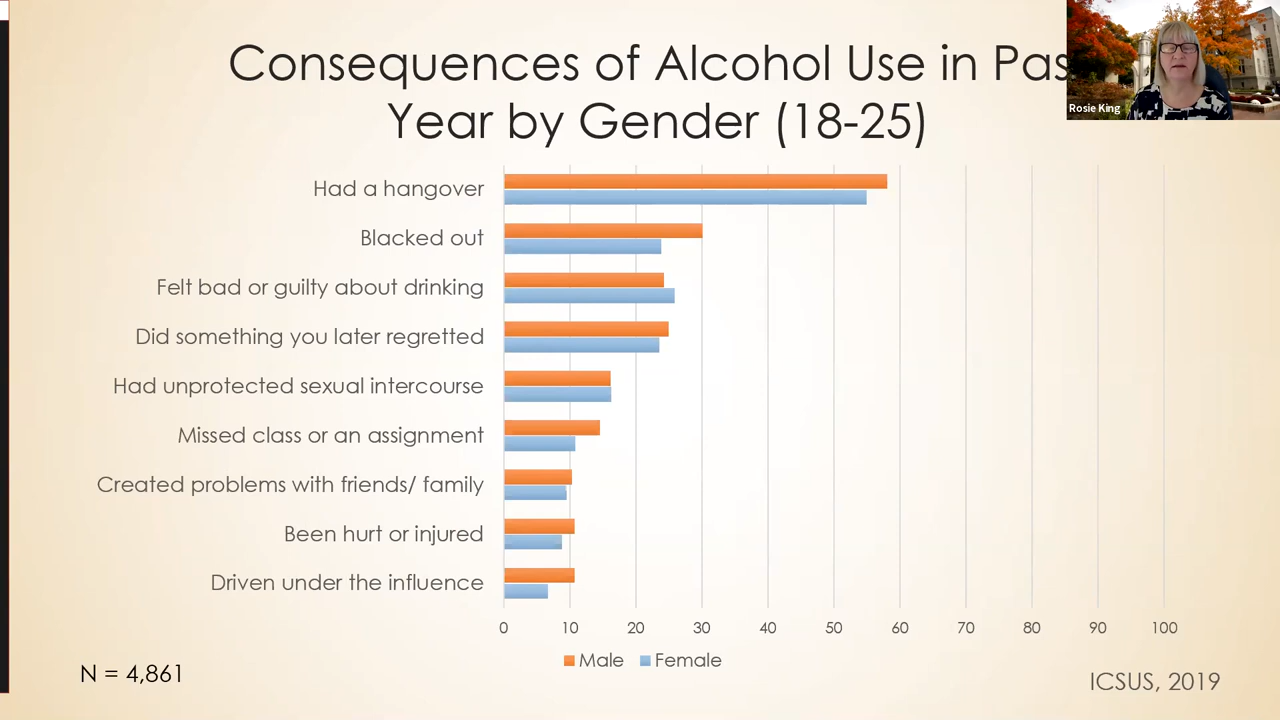 Consequences of Alcohol Use in Pas
Year by Gender (18-25)
Rosie King
Had a hangover
Blacked out
Felt bad or guilty about drinking
Did something you later regretted
Had unprotected sexual intercourse
Missed class or an assignment
Created problems with friends/ family
Been hurt or injured
Driven under the influence
0 10 20 30 40 50 60 70 80 90 100
Male Female
N = 4,861
ICSUS, 2019